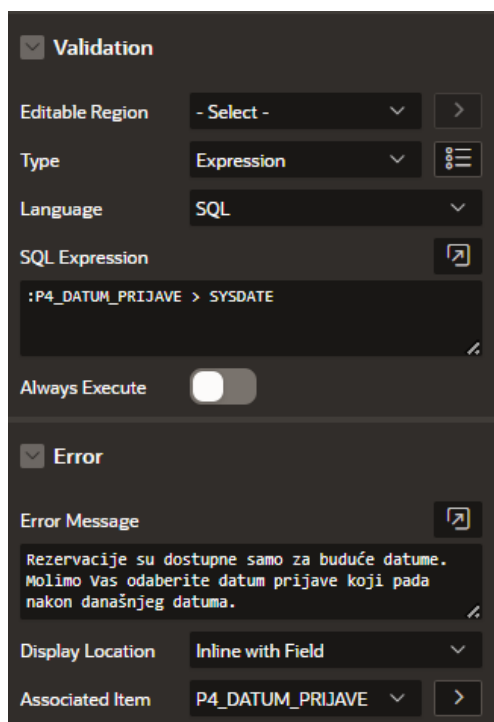 Validation
Editable Region - Select -
Type Expression
Language SQL
SQL Expression
:P4_DATUM_PRIJAVE > SYSDATE
Always Execute
Error
Error Message
Rezervacije su dostupne samo za buduće datume.
Molimo Vas odaberite datum prijave koji pada
nakon današnjeg datuma.
Display Location Inline with Field
Associated Item P4_DATUM_PRIJAVE